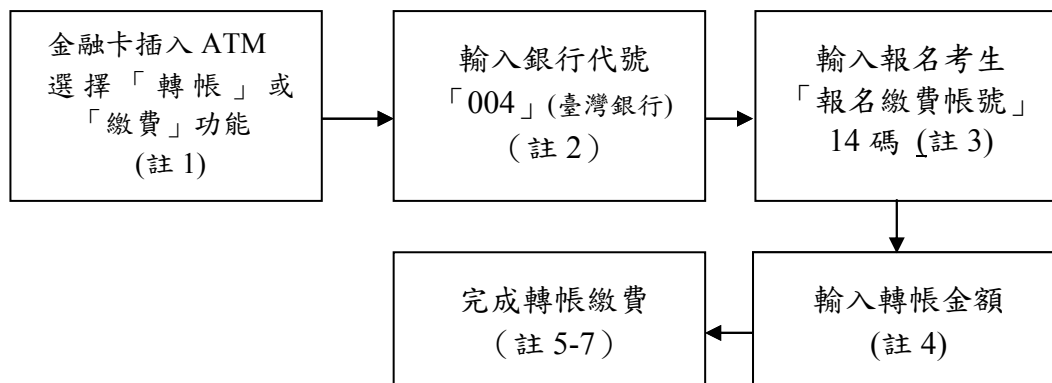 金融卡插入 ATM
選擇「轉帳」或
「繳費」功能
(註 1)
輸入銀行代號
「004」(臺灣銀行)
（註 2）
輸入報名考生
「報名繳費帳號」
14 碼 (註 3)
輸入轉帳金額
(註 4)
完成轉帳繳費
（註 5-7）